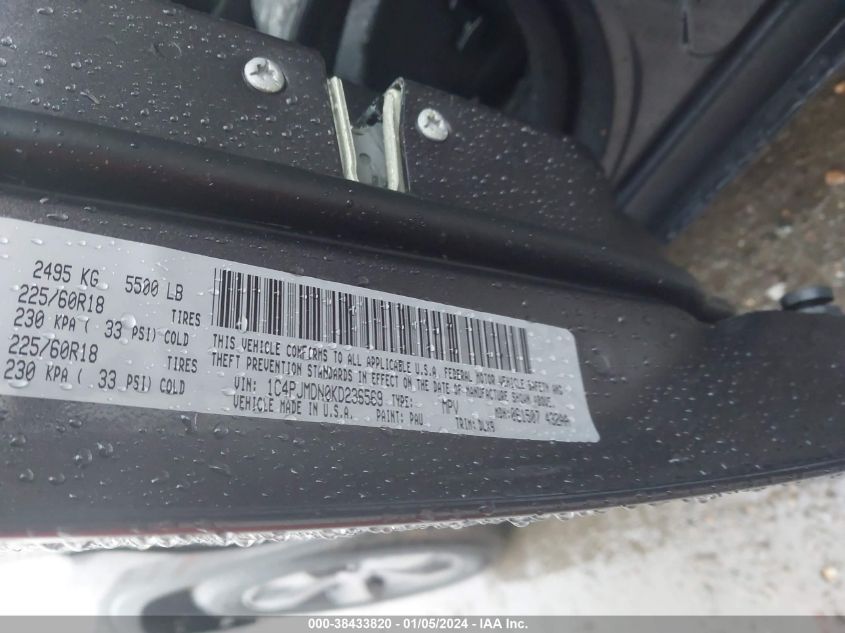 2495 KG 5500 LB
225/60R18 TIRES
230 KPA ( 33 PSI) COLD
225/60R18 TIRES
230 KPA ( 33 PSI) COLD
THIS VEHICLE CONFORMS TO ALL APPLICABLE U.S.A. FEDERAL MOTOR VEHICLE SAFETY AND
THEFT PREVENTION STANDARDS IN EFFECT ON THE DATE OF MANUFACTURE SHOWN ABOVE.
VIN: 1C4PJMDN0KD236569 TYPE: MPV
VEHICLE MADE IN U.S.A. PAINT: PAU TRIM: DLX9
000-38433820 - 01/05/2024 - IAA Inc.